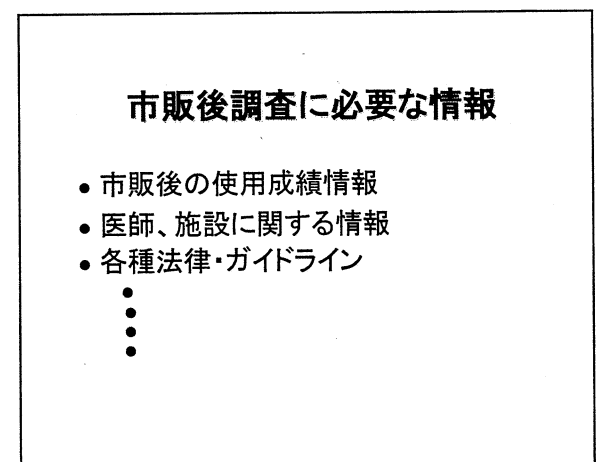 市販後調査に必要な情報
● 市販後の使用成績情報
● 医師、施設に関する情報
● 各種法律・ガイドライン
●
●
●
●